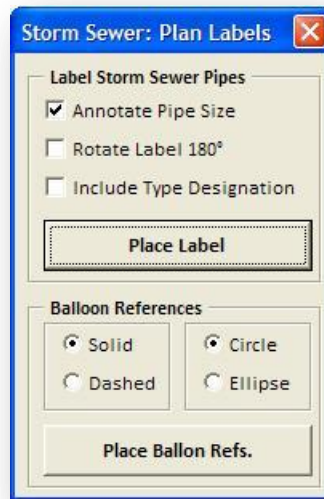 Storm Sewer: Plan Labels
Label Storm Sewer Pipes
Annotate Pipe Size
Rotate Label 180°
Include Type Designation
Place Label
Balloon References
Solid Circle
Dashed Ellipse
Place Ballon Refs.